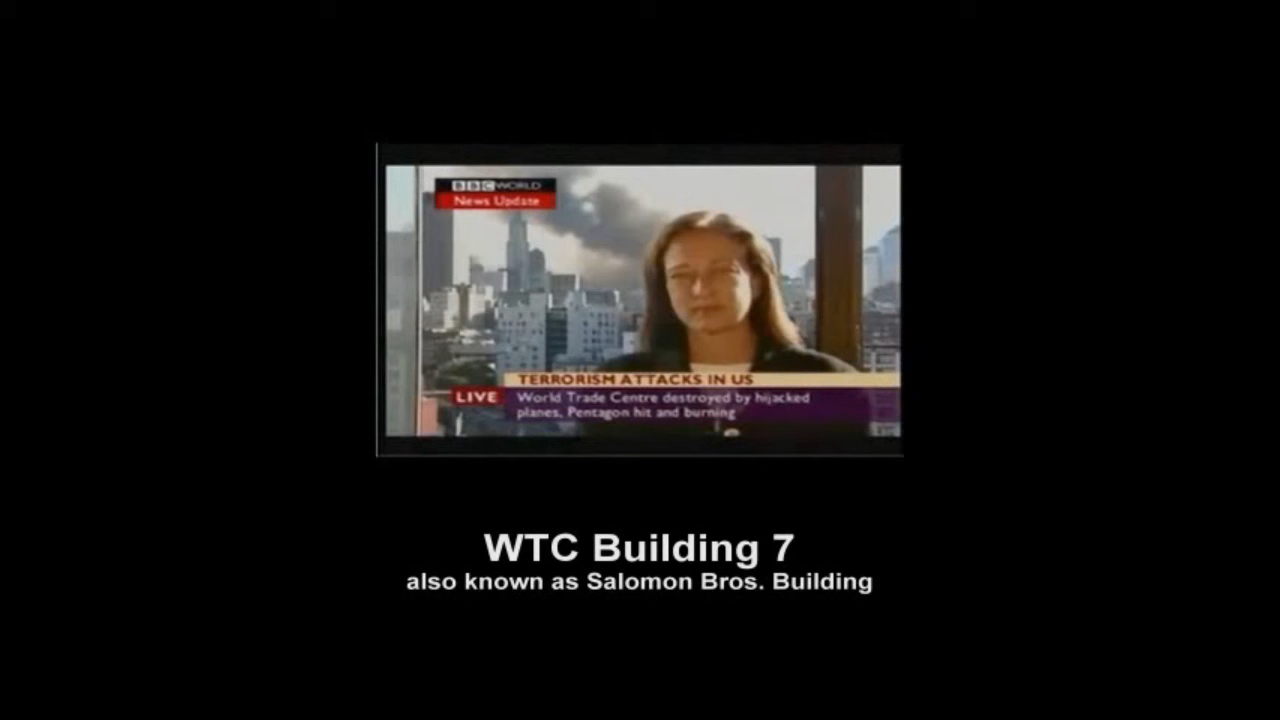 BBC WORLD
News Update
TERRORISM ATTACKS IN US
LIVE
World Trade Centre destroyed by hijacked
planes, Pentagon hit and burning
WTC Building 7
also known as Salomon Bros. Building